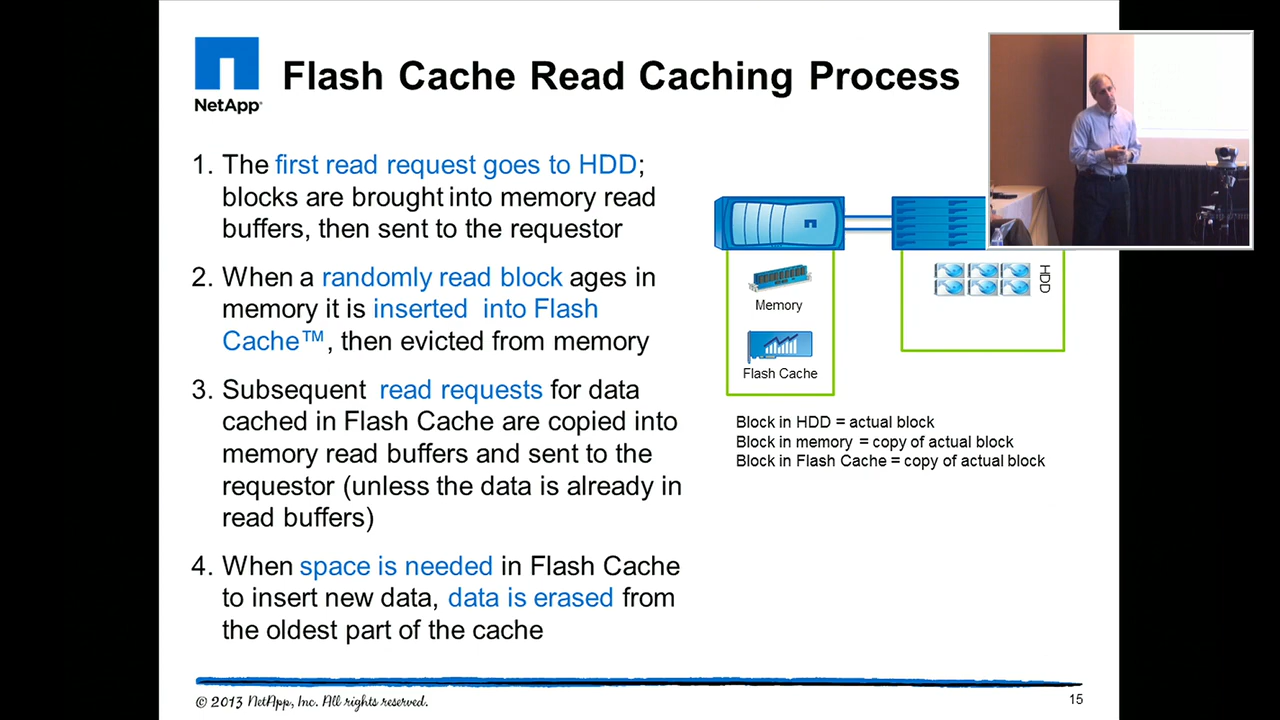 NetApp®
Flash Cache Read Caching Process
1. The first read request goes to HDD;
blocks are brought into memory read
buffers, then sent to the requestor
2. When a randomly read block ages in
memory it is inserted into Flash
Cache™, then evicted from memory
3. Subsequent read requests for data
cached in Flash Cache are copied into
memory read buffers and sent to the
requestor (unless the data is already in
read buffers)
4. When space is needed in Flash Cache
to insert new data, data is erased from
the oldest part of the cache
HDD
Memory
Flash Cache
Block in HDD = actual block
Block in memory = copy of actual block
Block in Flash Cache = copy of actual block
© 2013 NetApp, Inc. All rights reserved.
15